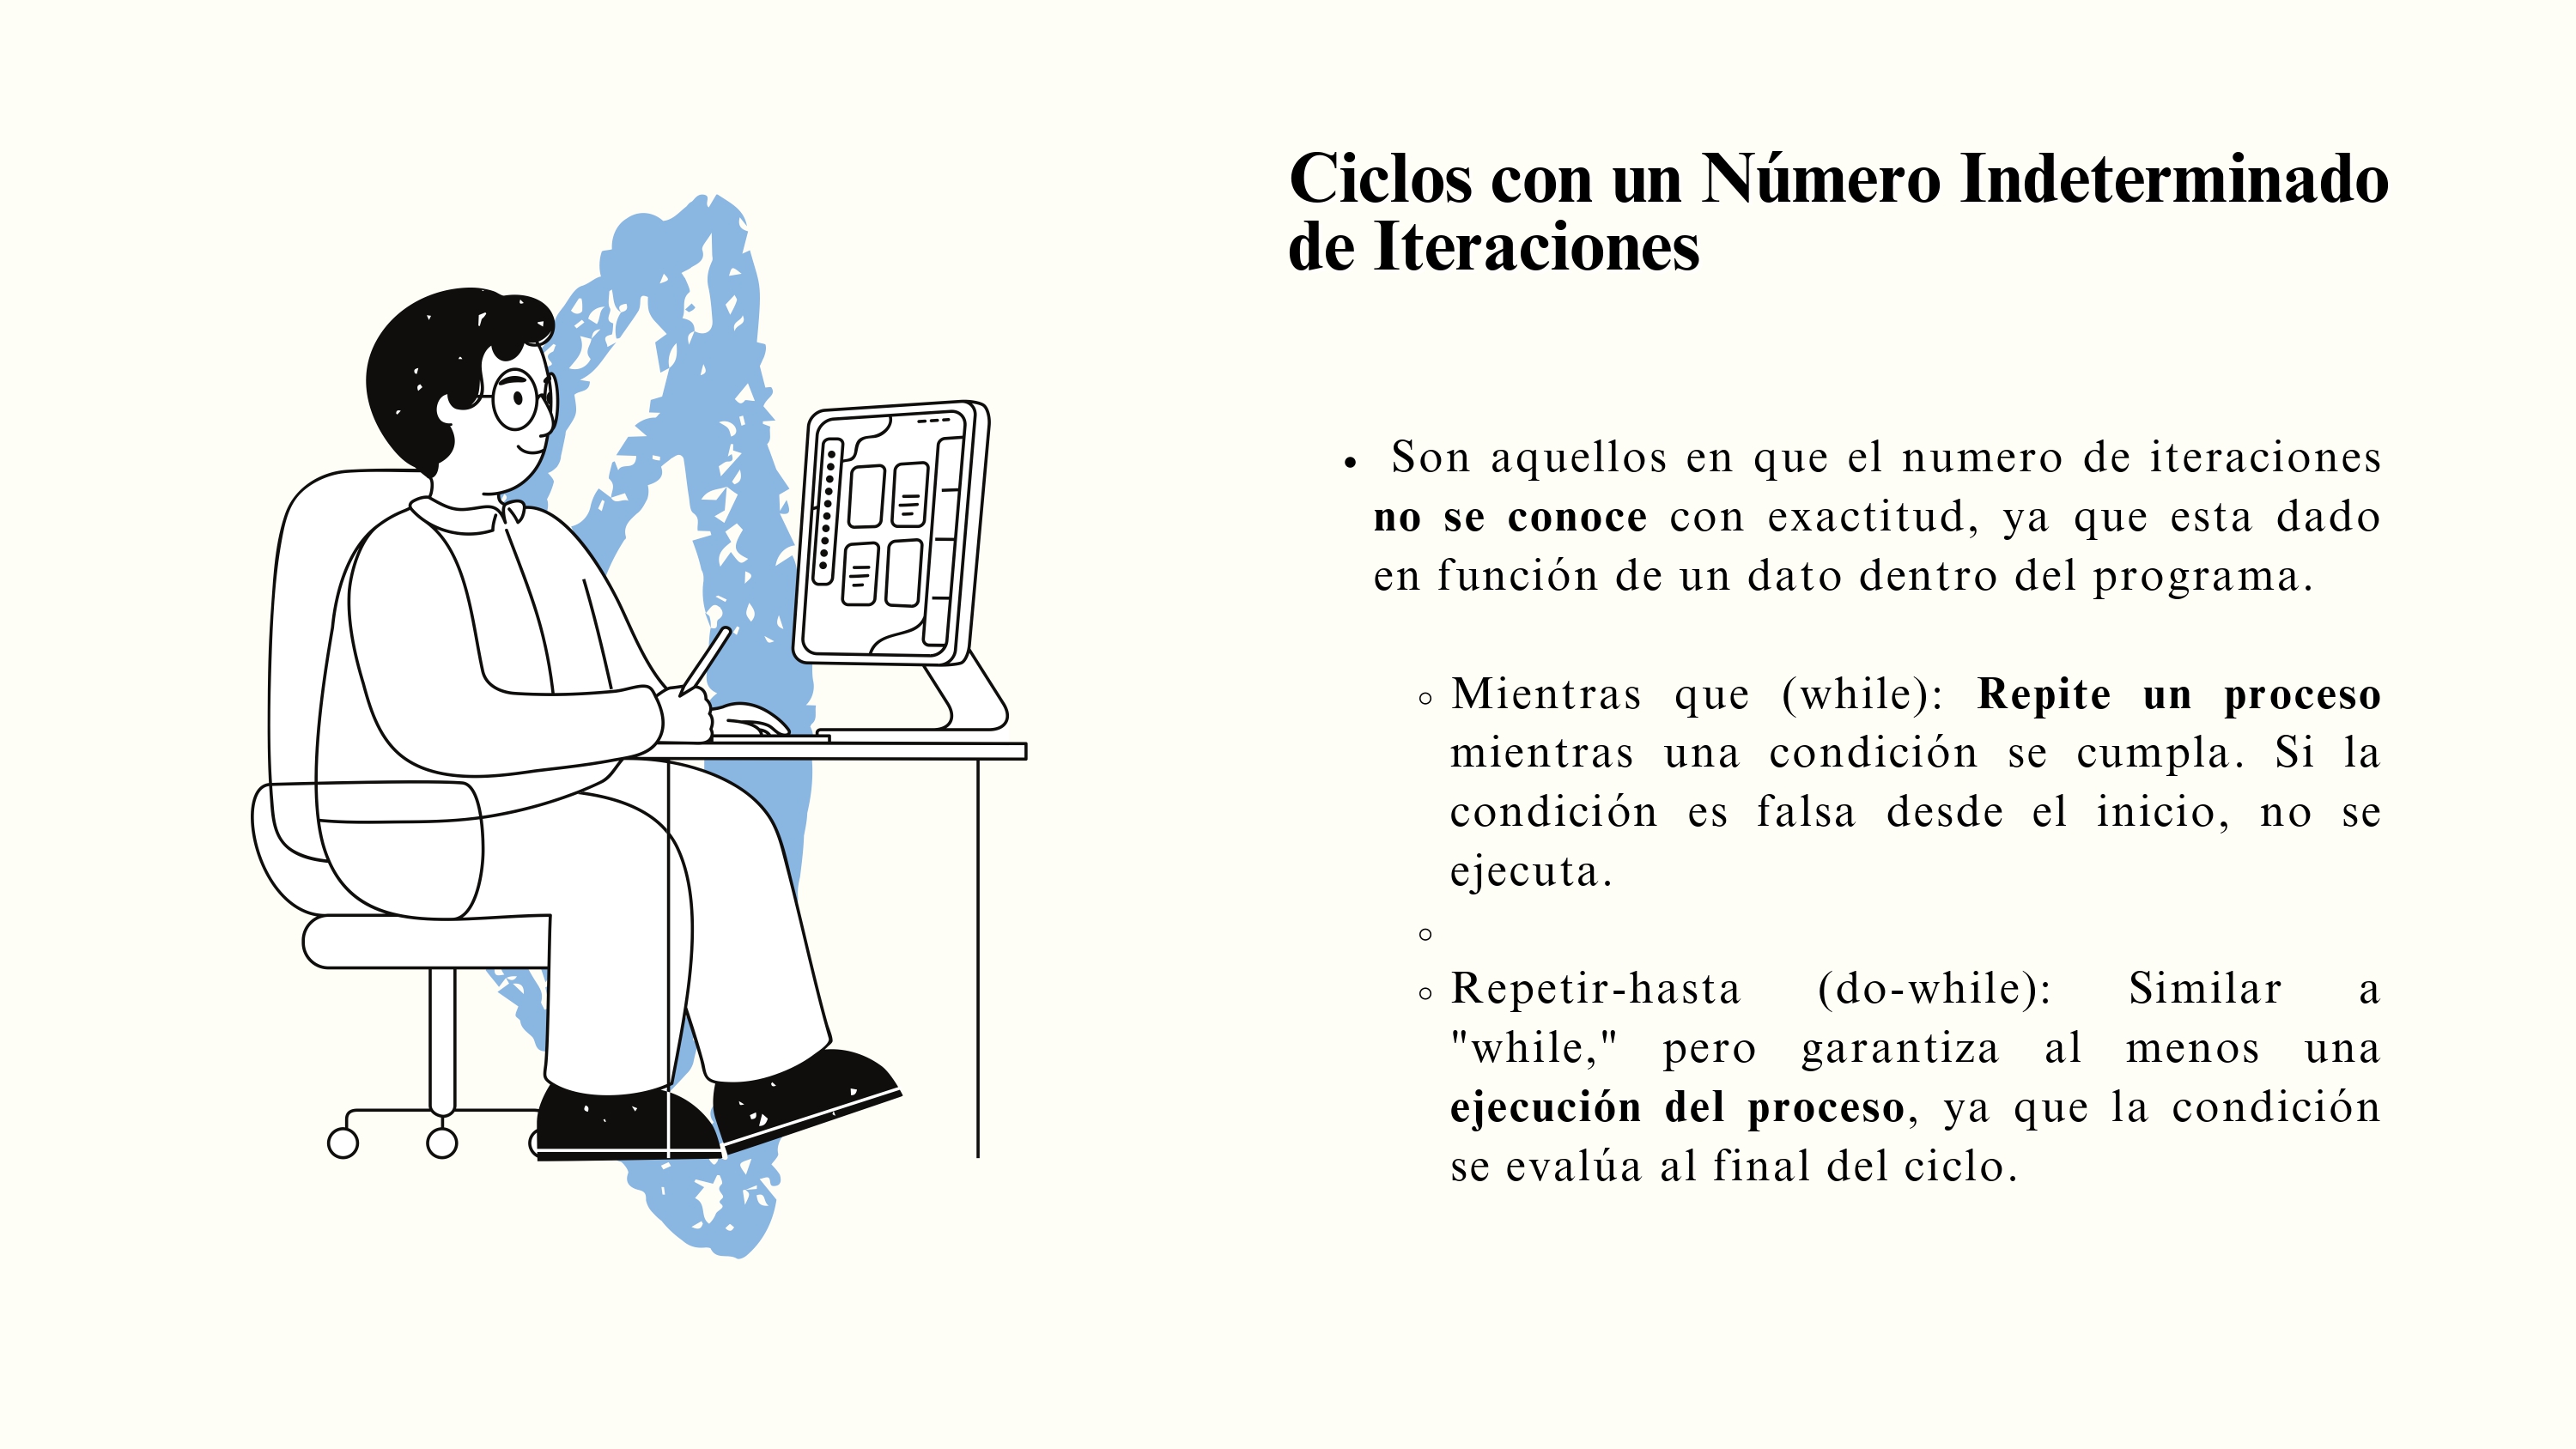 Ciclos con un Número Indeterminado
de Iteraciones
• Son aquellos en que el numero de iteraciones
no se conoce con exactitud, ya que esta dado
en función de un dato dentro del programa.
◦ Mientras que (while): Repite un proceso
mientras una condición se cumpla. Si la
condición es falsa desde el inicio, no se
ejecuta.
◦
◦ Repetir-hasta (do-while): Similar a
"while," pero garantiza al menos una
ejecución del proceso, ya que la condición
se evalúa al final del ciclo.